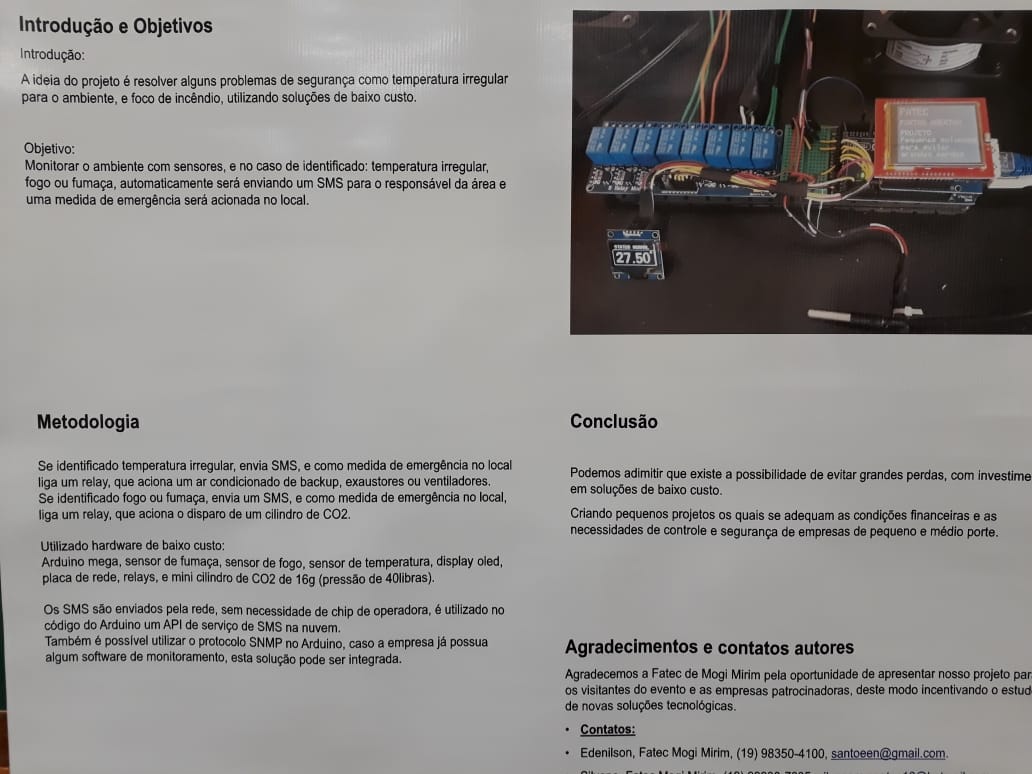 Introdução e Objetivos
Introdução:
A ideia do projeto é resolver alguns problemas de segurança como temperatura irregular
para o ambiente, e foco de incêndio, utilizando soluções de baixo custo.
Objetivo:
Monitorar o ambiente com sensores, e no caso de identificado: temperatura irregular,
fogo ou fumaça, automaticamente será enviando um SMS para o responsável da área e
uma medida de emergência será acionada no local.
FATEC
PORTAS ABERTAS
PROJETO
Pequenas solucoes
para evitar
grandes perdas
27.50
Metodologia
Se identificado temperatura irregular, envia SMS, e como medida de emergência no local
liga um relay, que aciona um ar condicionado de backup, exaustores ou ventiladores.
Se identificado fogo ou fumaça, envia um SMS, e como medida de emergência no local,
liga um relay, que aciona o disparo de um cilindro de CO2.
Utilizado hardware de baixo custo:
Arduino mega, sensor de fumaça, sensor de fogo, sensor de temperatura, display oled,
placa de rede, relays, e mini cilindro de CO2 de 16g (pressão de 40libras).
Os SMS são enviados pela rede, sem necessidade de chip de operadora, é utilizado no
código do Arduino um API de serviço de SMS na nuvem.
Também é possível utilizar o protocolo SNMP no Arduino, caso a empresa já possua
algum software de monitoramento, esta solução pode ser integrada.
Conclusão
Podemos adimitir que existe a possibilidade de evitar grandes perdas, com investime
em soluções de baixo custo.
Criando pequenos projetos os quais se adequam as condições financeiras e as
necessidades de controle e segurança de empresas de pequeno e médio porte.
Agradecimentos e contatos autores
Agradecemos a Fatec de Mogi Mirim pela oportunidade de apresentar nosso projeto par
os visitantes do evento e as empresas patrocinadoras, deste modo incentivando o estud
de novas soluções tecnológicas.
• Contatos:
• Edenilson, Fatec Mogi Mirim, (19) 98350-4100, santoeen@gmail.com.